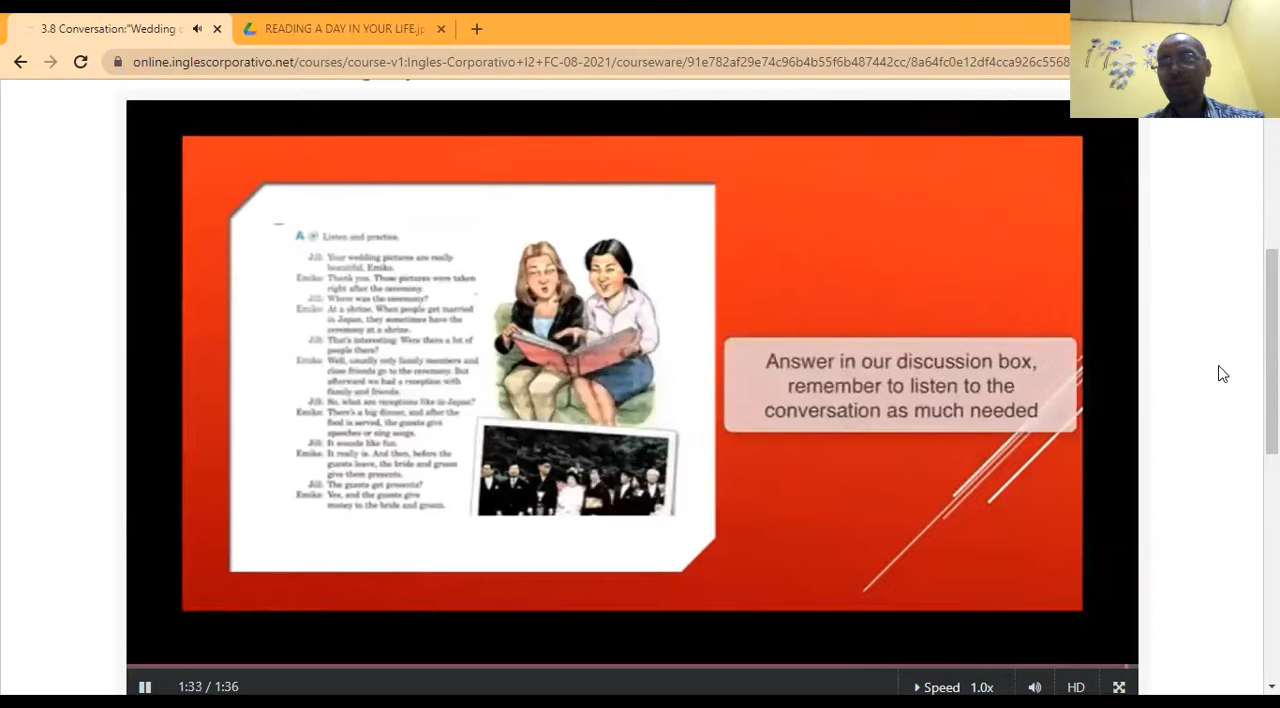 3.8 Conversation:"Wedding
READING A DAY IN YOUR LIFE.jp
online.inglescorporativo.net/courses/course-v1:Ingles-Corporativo+I2+FC-08-2021/courseware/91e782af29e74c96b4b55f6b487442cc/8a64fc0e12df4cca926c5568
A Listen and practice.
Jill: Your wedding pictures are really
beautiful, Emiko.
Emiko: Thank you. Those pictures were taken
right after the ceremony.
Jill: Where was the ceremony?
Emiko: At a shrine. When people get married
in Japan, they sometimes have the
ceremony at a shrine.
Jill: That's interesting. Were there a lot of
people there?
Emiko: Well, usually only family members and
close friends go to the ceremony. But
afterward we had a reception with
family and friends.
Jill: So, what are receptions like in Japan?
Emiko: There's a big dinner, and after the
food is served, the guests give
speeches or sing songs.
Jill: It sounds like fun.
Emiko: It really is. And then, before the
guests leave, the bride and groom
give them presents.
Jill: The guests get presents?
Emiko: Yes, and the guests give
money to the bride and groom.
Answer in our discussion box,
remember to listen to the
conversation as much needed
1:33 / 1:36
Speed 1.0x
HD